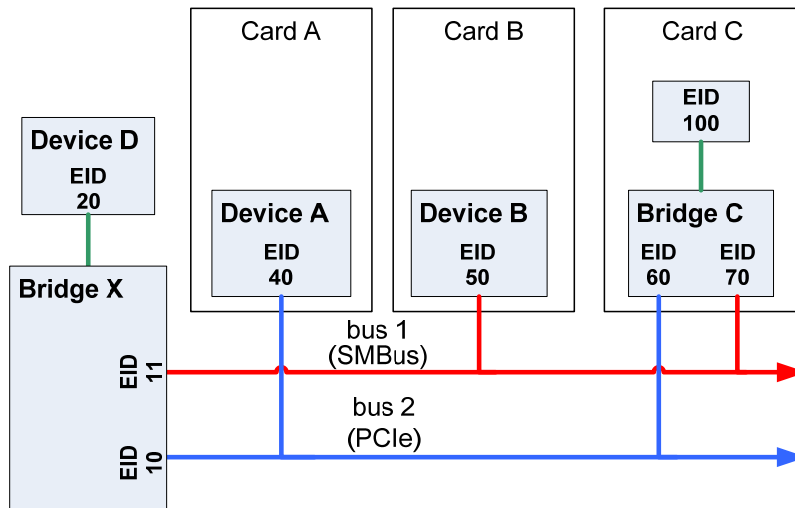 Card A
Card B
Card C
EID
100
Device D
EID
20
Device A
EID
40
Device B
EID
50
Bridge C
EID
60
EID
70
Bridge X
bus 1
(SMBus)
EID
11
bus 2
(PCIe)
EID
10